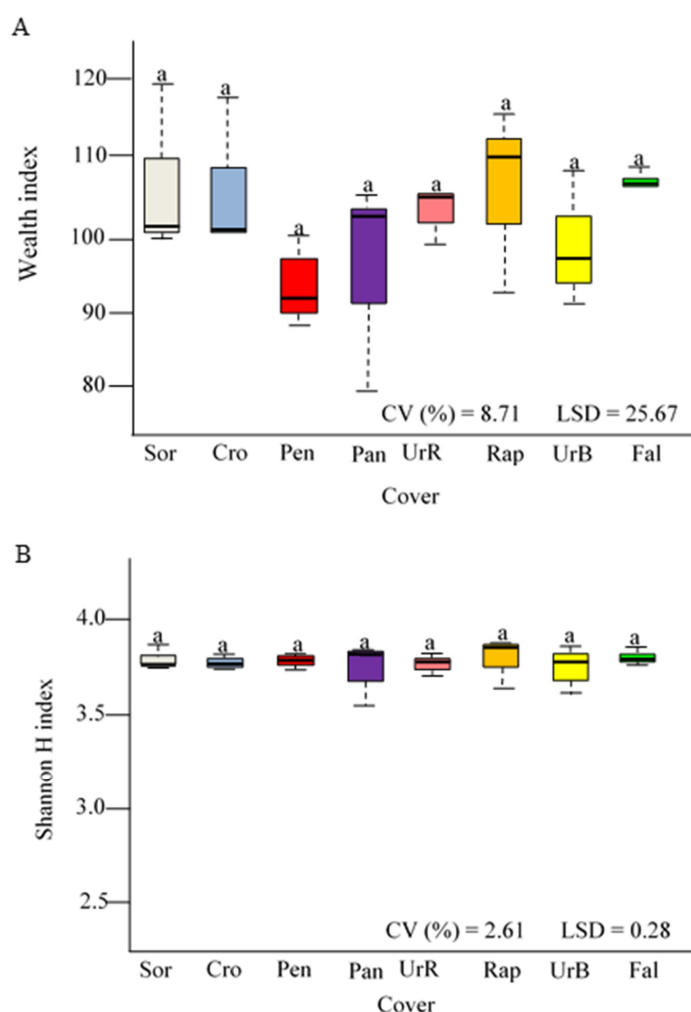 A
Wealth index
120
110
100
90
80
a a a a a a a a
CV (%) = 8.71 LSD = 25.67
Sor Cro Pen Pan UrR Rap UrB Fal
Cover
B
Shannon H index
4.0
3.5
3.0
2.5
a a a a a a a a
CV (%) = 2.61 LSD = 0.28
Sor Cro Pen Pan UrR Rap UrB Fal
Cover